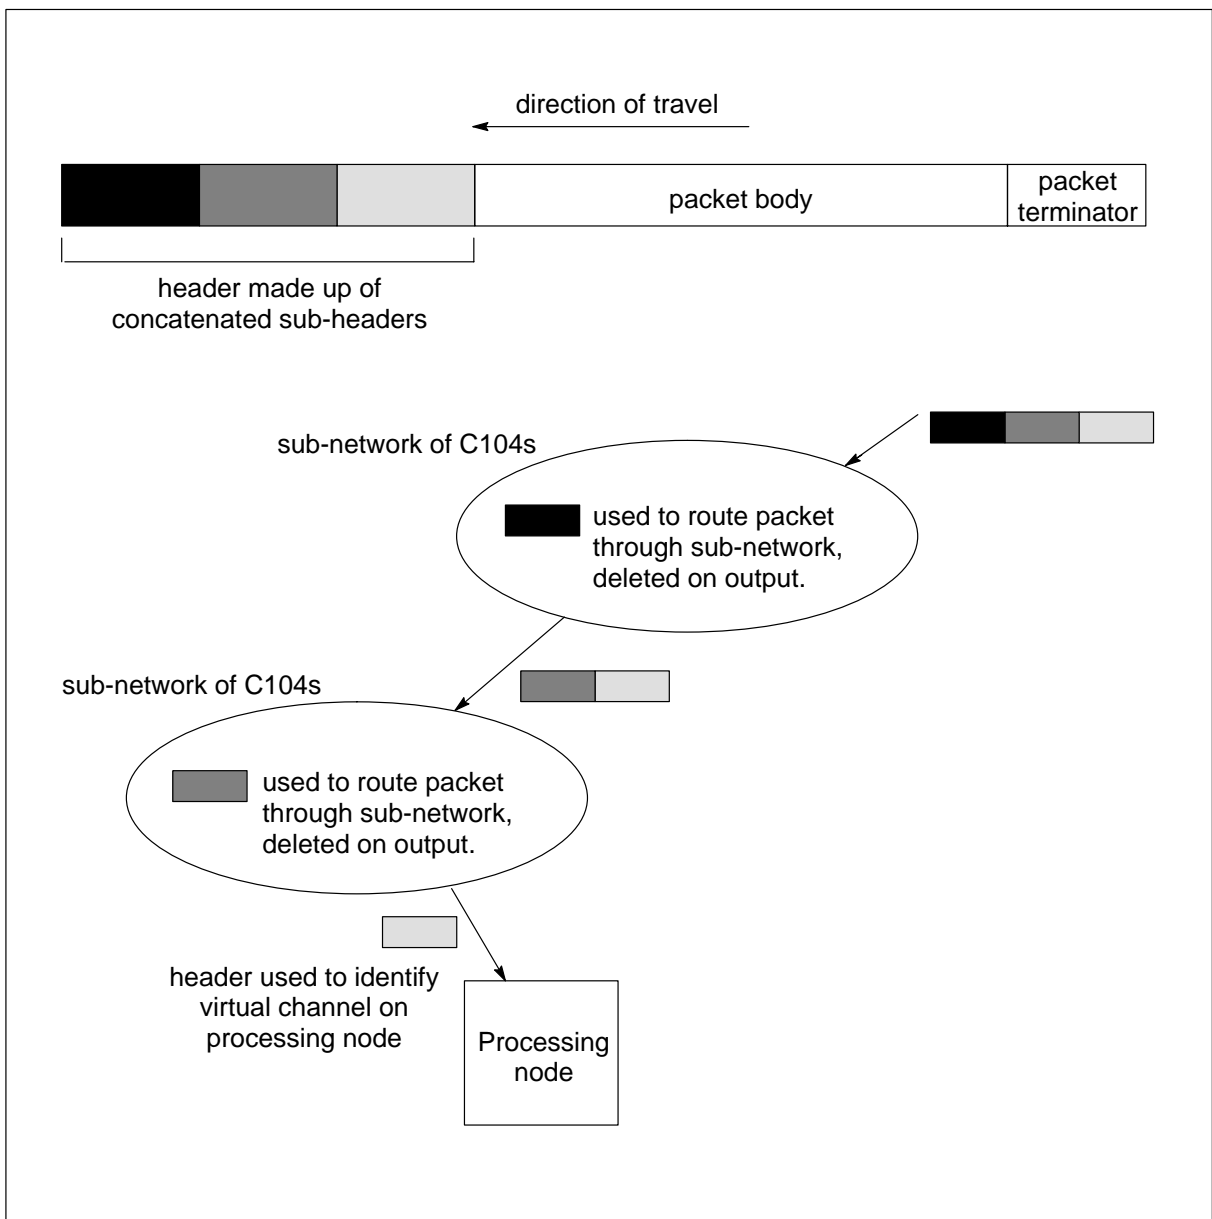 direction of travel
packet body
packet
terminator
header made up of
concatenated sub-headers
sub-network of C104s
used to route packet
through sub-network,
deleted on output.
sub-network of C104s
used to route packet
through sub-network,
deleted on output.
header used to identify
virtual channel on
processing node
Processing
node